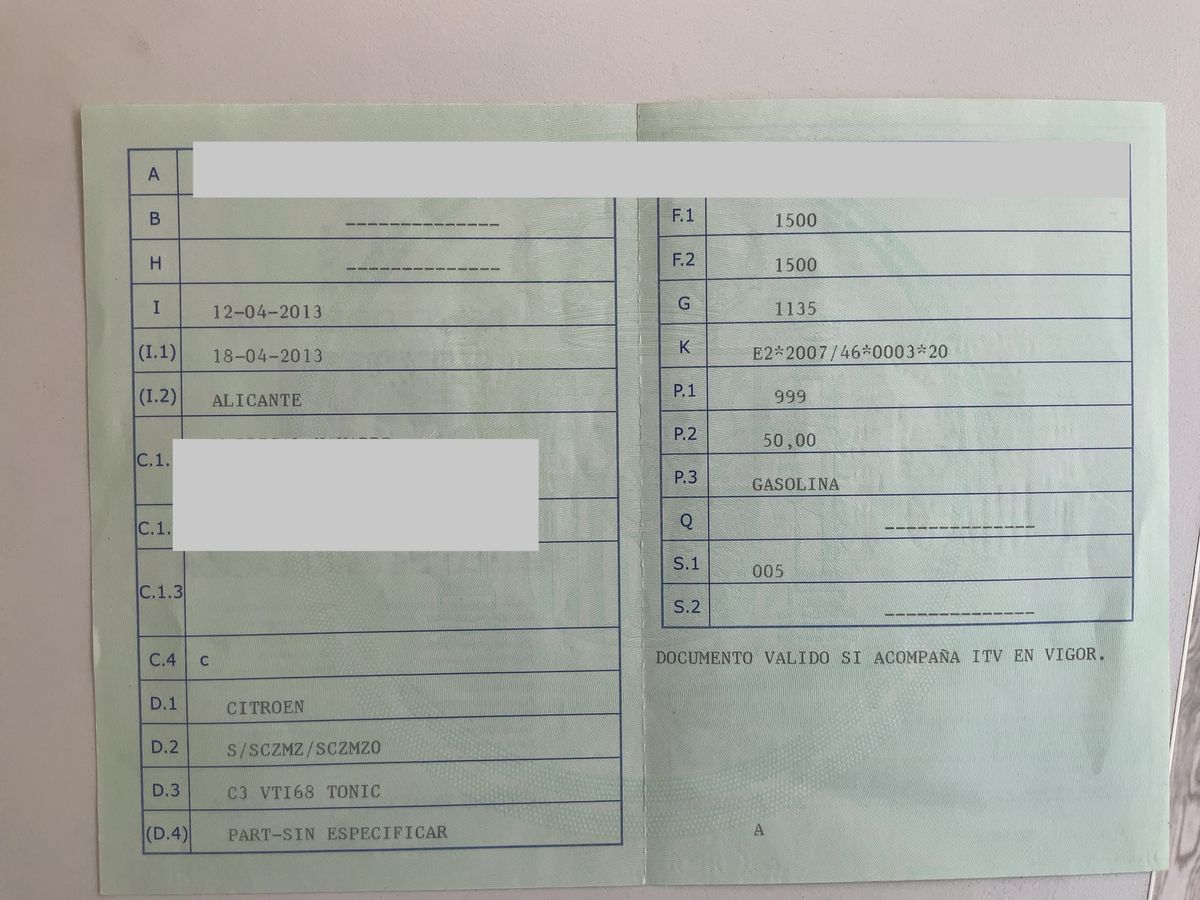 A
B --------------
H --------------
I 12-04-2013
(I.1) 18-04-2013
(I.2) ALICANTE
C.1.
C.1.
C.1.3
C.4 c
D.1 CITROEN
D.2 S/SCZMZ/SCZMZ0
D.3 C3 VTI68 TONIC
(D.4) PART-SIN ESPECIFICAR
F.1 1500
F.2 1500
G 1135
K E2*2007/46*0003*20
P.1 999
P.2 50,00
P.3 GASOLINA
Q --------------
S.1 005
S.2 --------------
DOCUMENTO VALIDO SI ACOMPAÑA ITV EN VIGOR.
A